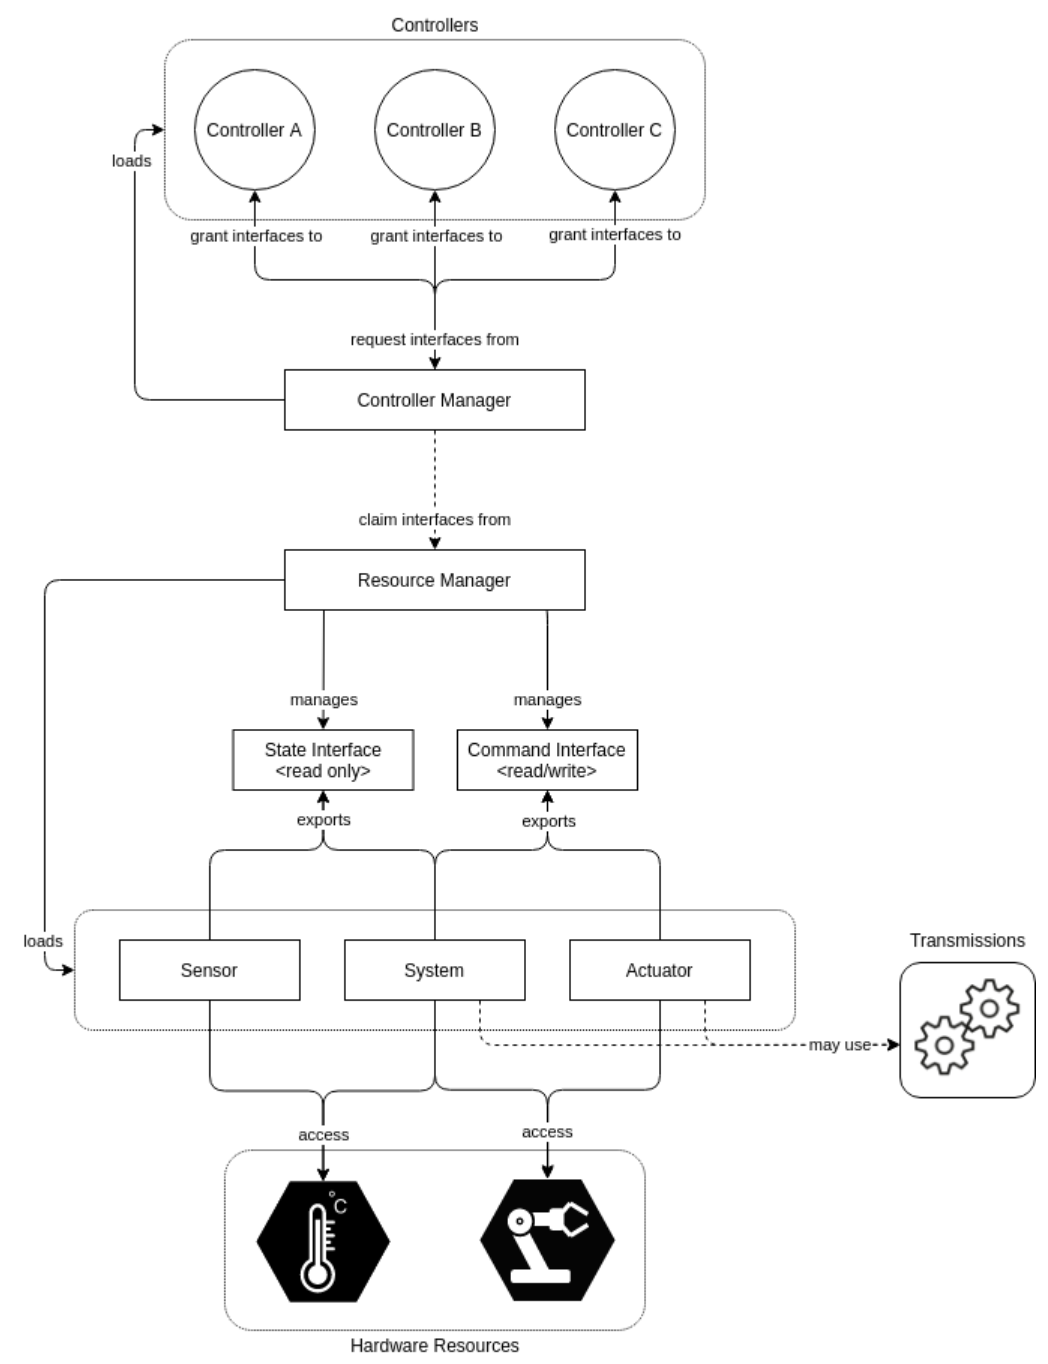 Controllers
Controller A
Controller B
Controller C
loads
grant interfaces to
grant interfaces to
grant interfaces to
request interfaces from
Controller Manager
claim interfaces from
Resource Manager
manages
manages
State Interface
<read only>
Command Interface
<read/write>
exports
exports
loads
Sensor
System
Actuator
Transmissions
may use
access
access
°C
Hardware Resources